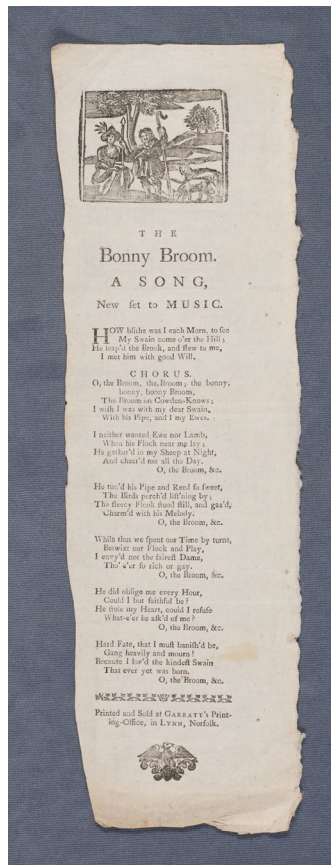 THE
Bonny Broom.
A SONG,
New ſet to MUSIC.
HOW blithe was I each Morn, to ſee
My Swain come o'er the Hill;
He leap'd the Brook, and flew to me,
I met him with good Will.
CHORUS.
O, the Broom, the Broom; the bonny,
bonny, bonny Broom,
The Broom on Cowden-Knows;
I wiſh I was with my dear Swain,
With his Pipe, and my Ewes.
I neither wanted Ewe nor Lamb,
When his Flock near me lay;
He gather'd in my Sheep at Night,
And cheer'd me all the Day.
O, the Broom, &c.
He tun'd his Pipe and Reed ſo ſweet,
The Birds perch'd liſt'ning by;
The fleecy Flock ſtood ſtill, and gaz'd,
Charm'd with his Melody.
O, the Broom, &c.
While thus we ſpent our Time by turns,
Betwixt our Flock and Play,
I envy'd not the faireſt Dame,
Tho' e'er ſo rich or gay.
O, the Broom, &c.
He did oblige me every Hour,
Could I but faithful be?
He ſtole my Heart, could I refuſe
What-e'er he aſk'd of me?
O, the Broom, &c.
Hard Fate, that I muſt baniſh'd be,
Gang heavily and mourn!
Becauſe I lov'd the kindeſt Swain
That ever yet was born.
O, the Broom, &c.
Printed and Sold at GARRATT's Print-
ing-Office, in LYNN, Norfolk.